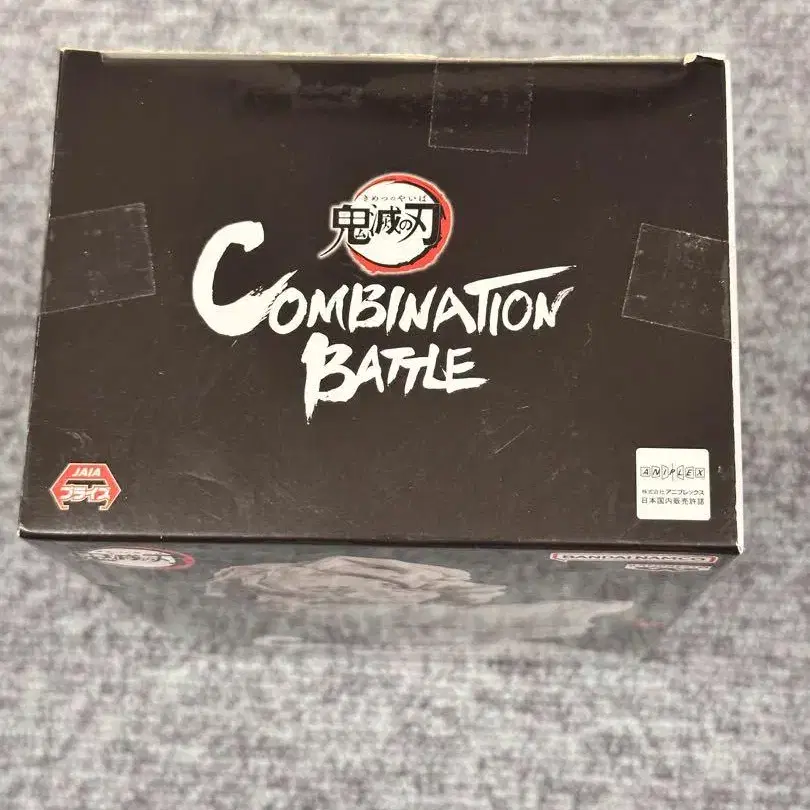 きめつのやいば
鬼滅の刃
COMBINATION
BATTLE
JAIA
プライズ
ANIPLEX
株式会社アニプレックス
日本国内販売許諾
BANDAI NAMCO